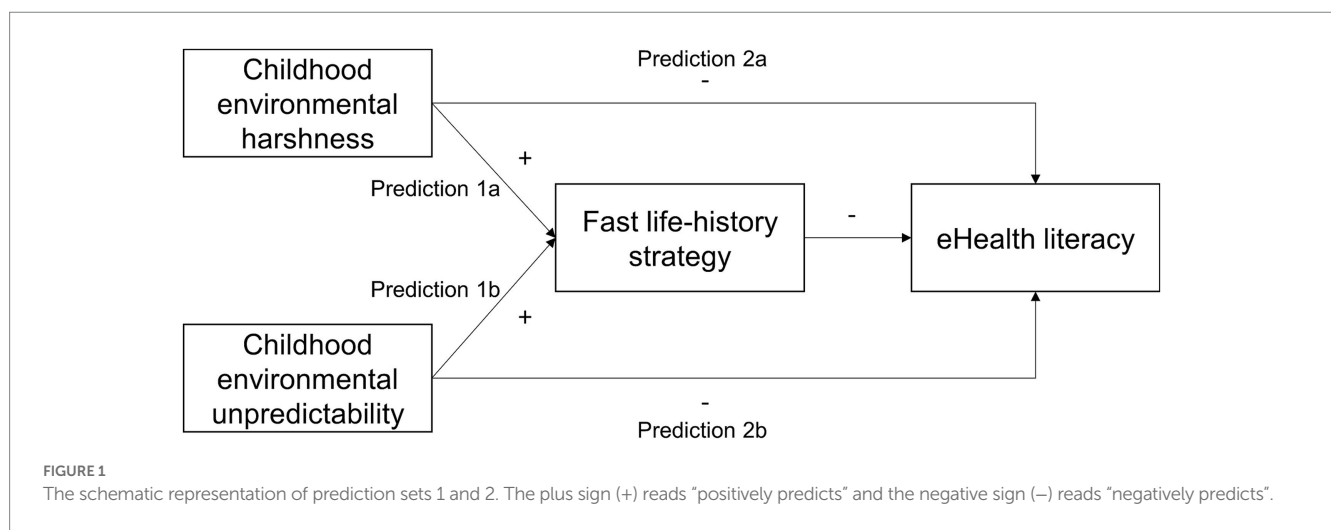 Prediction 2a
-
Childhood
environmental
harshness
+
Prediction 1a
Fast life-history
strategy
-
eHealth literacy
Prediction 1b
+
Childhood
environmental
unpredictability
-
Prediction 2b
FIGURE 1
The schematic representation of prediction sets 1 and 2. The plus sign (+) reads “positively predicts” and the negative sign (−) reads “negatively predicts”.